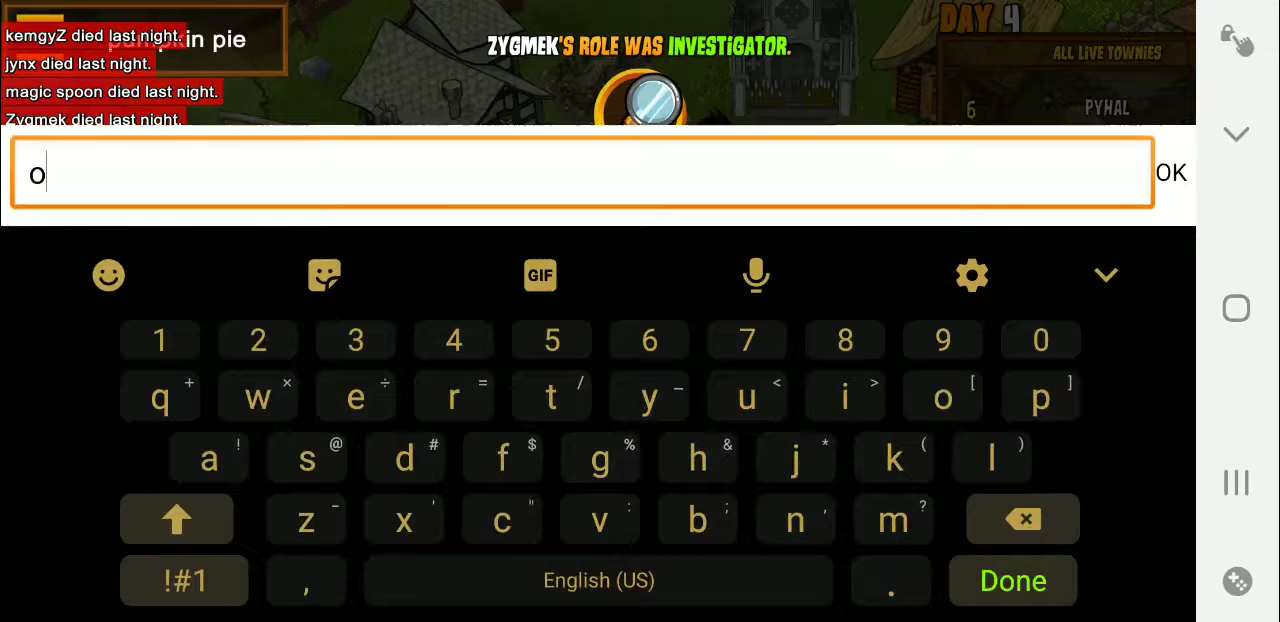 pumpkin pie
kemgyZ died last night.
jynx died last night.
magic spoon died last night.
Zygmek died last night.
ZYGMEK'S ROLE WAS INVESTIGATOR.
DAY 4
ALL LIVE TOWNIES
6 PYHAL
o
OK
GIF
1 2 3 4 5 6 7 8 9 0
q + w × e ÷ r = t / y _ u < i > o [ p ]
a ! s @ d # f $ g % h & j * k ( l )
z - x ' c " v : b ; n , m ?
!#1 , English (US) . Done